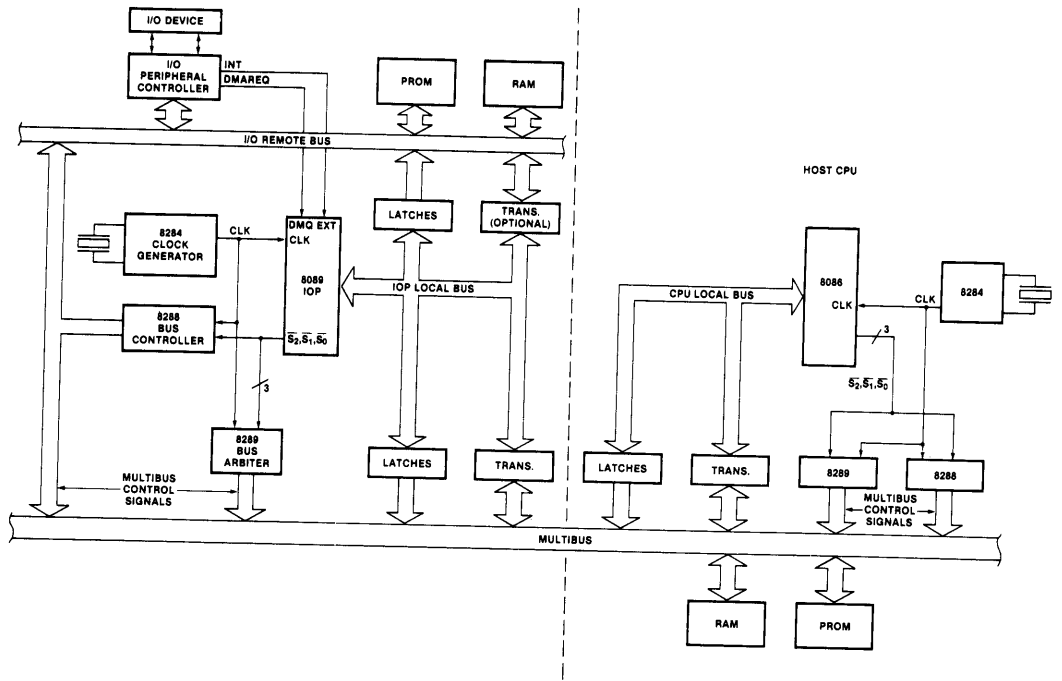 I/O DEVICE
I/O
PERIPHERAL
CONTROLLER
INT
DMAREQ
PROM
RAM
I/O REMOTE BUS
8284
CLOCK
GENERATOR
CLK
DMQ EXT
CLK
8089
IOP
S2, S1, S0
LATCHES
TRANS.
(OPTIONAL)
IOP LOCAL BUS
8288
BUS
CONTROLLER
3
8289
BUS
ARBITER
MULTIBUS
CONTROL
SIGNALS
LATCHES
TRANS.
HOST CPU
CPU LOCAL BUS
8086
CLK
CLK
8284
3
S2, S1, S0
LATCHES
TRANS.
8289
8288
MULTIBUS
CONTROL
SIGNALS
MULTIBUS
RAM
PROM